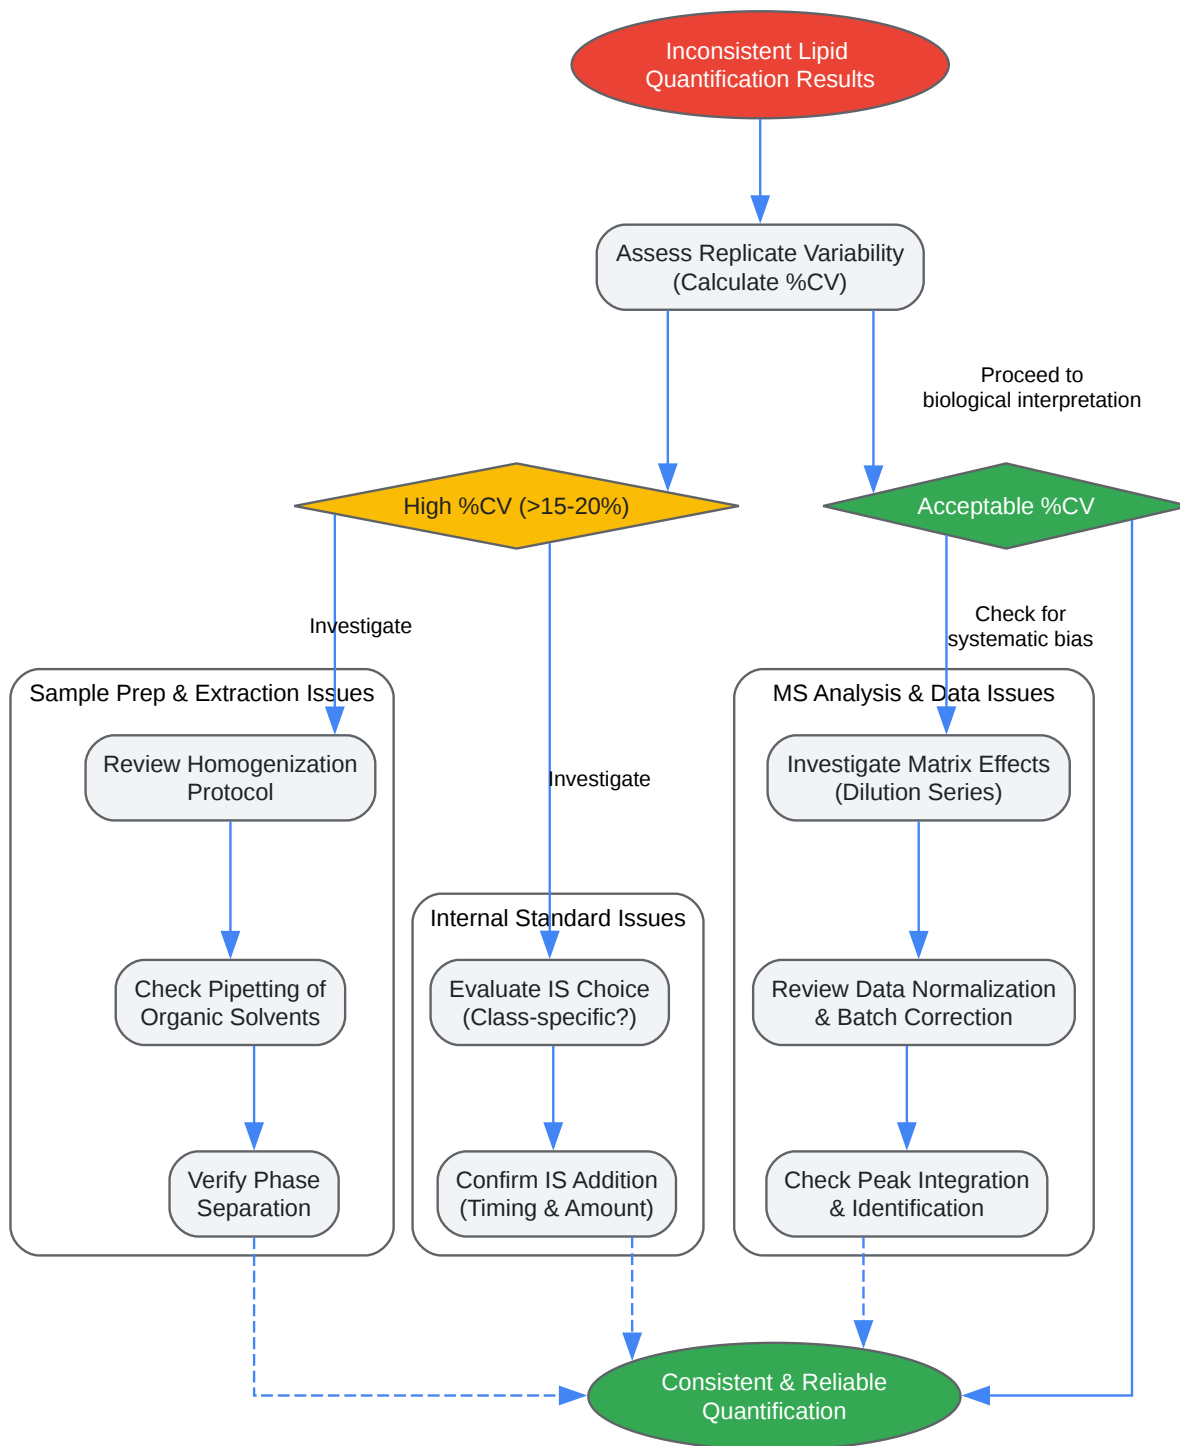 Inconsistent Lipid
Quantification Results
Assess Replicate Variability
(Calculate %CV)
Proceed to
biological interpretation
High %CV (>15-20%)
Acceptable %CV
Investigate
Check for
systematic bias
Sample Prep & Extraction Issues
MS Analysis & Data Issues
Review Homogenization
Protocol
Investigate Matrix Effects
(Dilution Series)
Investigate
Internal Standard Issues
Check Pipetting of
Organic Solvents
Evaluate IS Choice
(Class-specific?)
Review Data Normalization
& Batch Correction
Verify Phase
Separation
Confirm IS Addition
(Timing & Amount)
Check Peak Integration
& Identification
Consistent & Reliable
Quantification